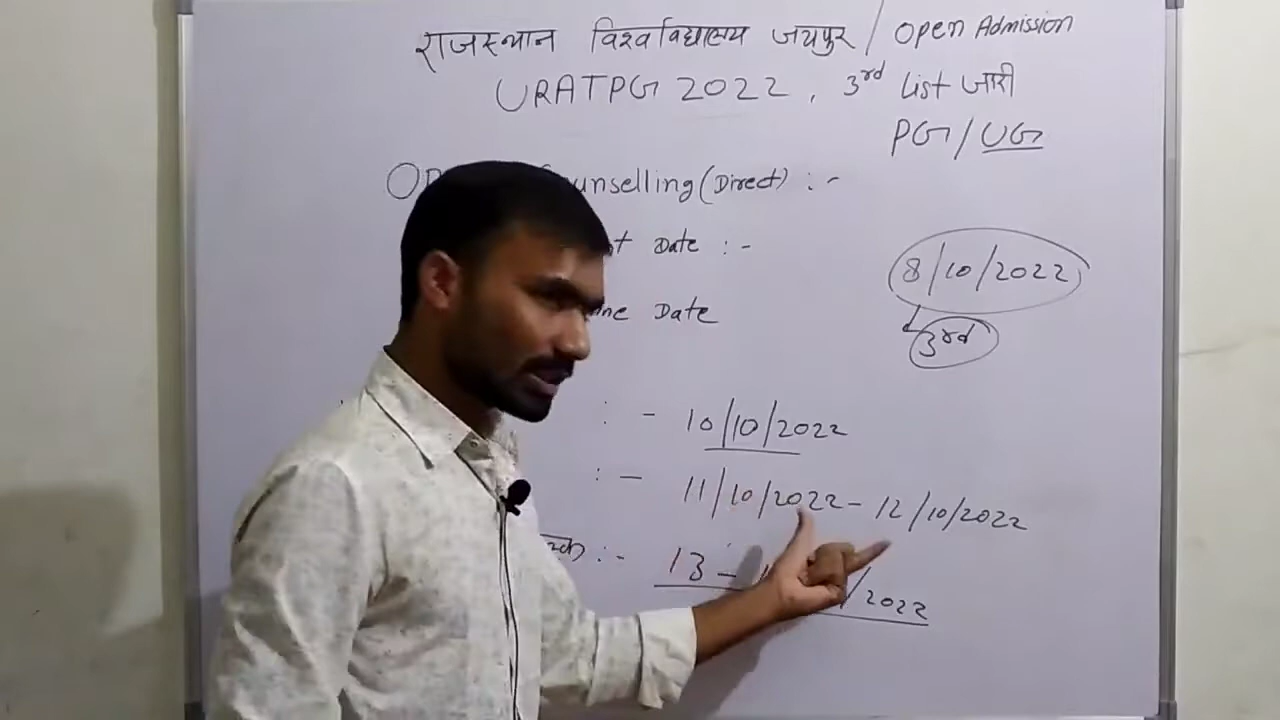 राजस्थान विश्वविद्यालय जयपुर / Open Admission
URATPG 2022, 3rd List जारी
PG / UG
Counselling (Direct) :-
Date :-
8/10/2022
Date
3rd
:- 10/10/2022
:- 11/10/2022 - 12/10/2022
:- 13 - /2022